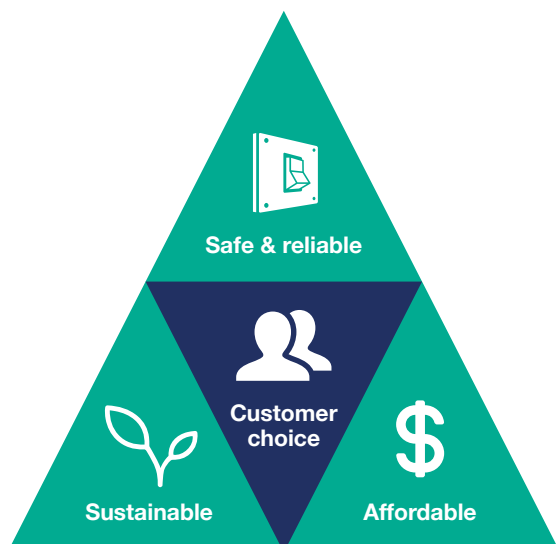 Safe & reliable
Customer
choice
$
Sustainable
Affordable